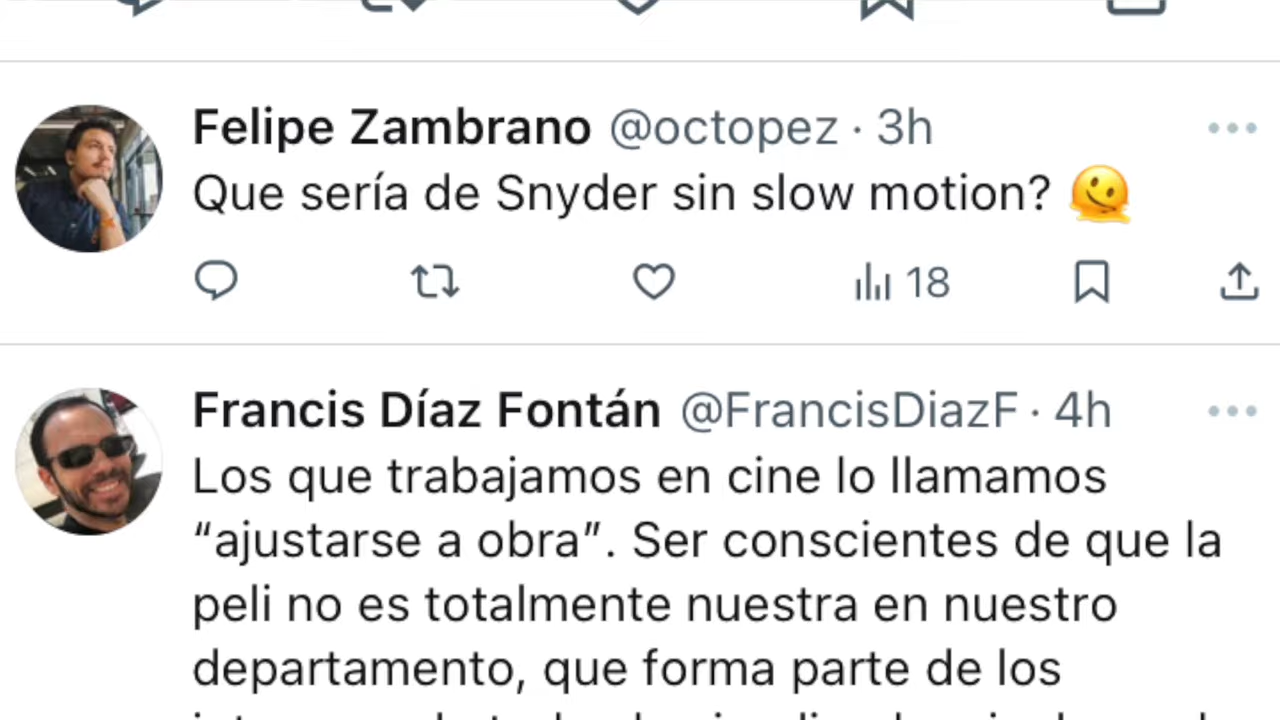 Felipe Zambrano @octopez · 3h
Que sería de Snyder sin slow motion? 🫠
18
Francis Díaz Fontán @FrancisDiazF · 4h
Los que trabajamos en cine lo llamamos
“ajustarse a obra”. Ser conscientes de que la
peli no es totalmente nuestra en nuestro
departamento, que forma parte de los